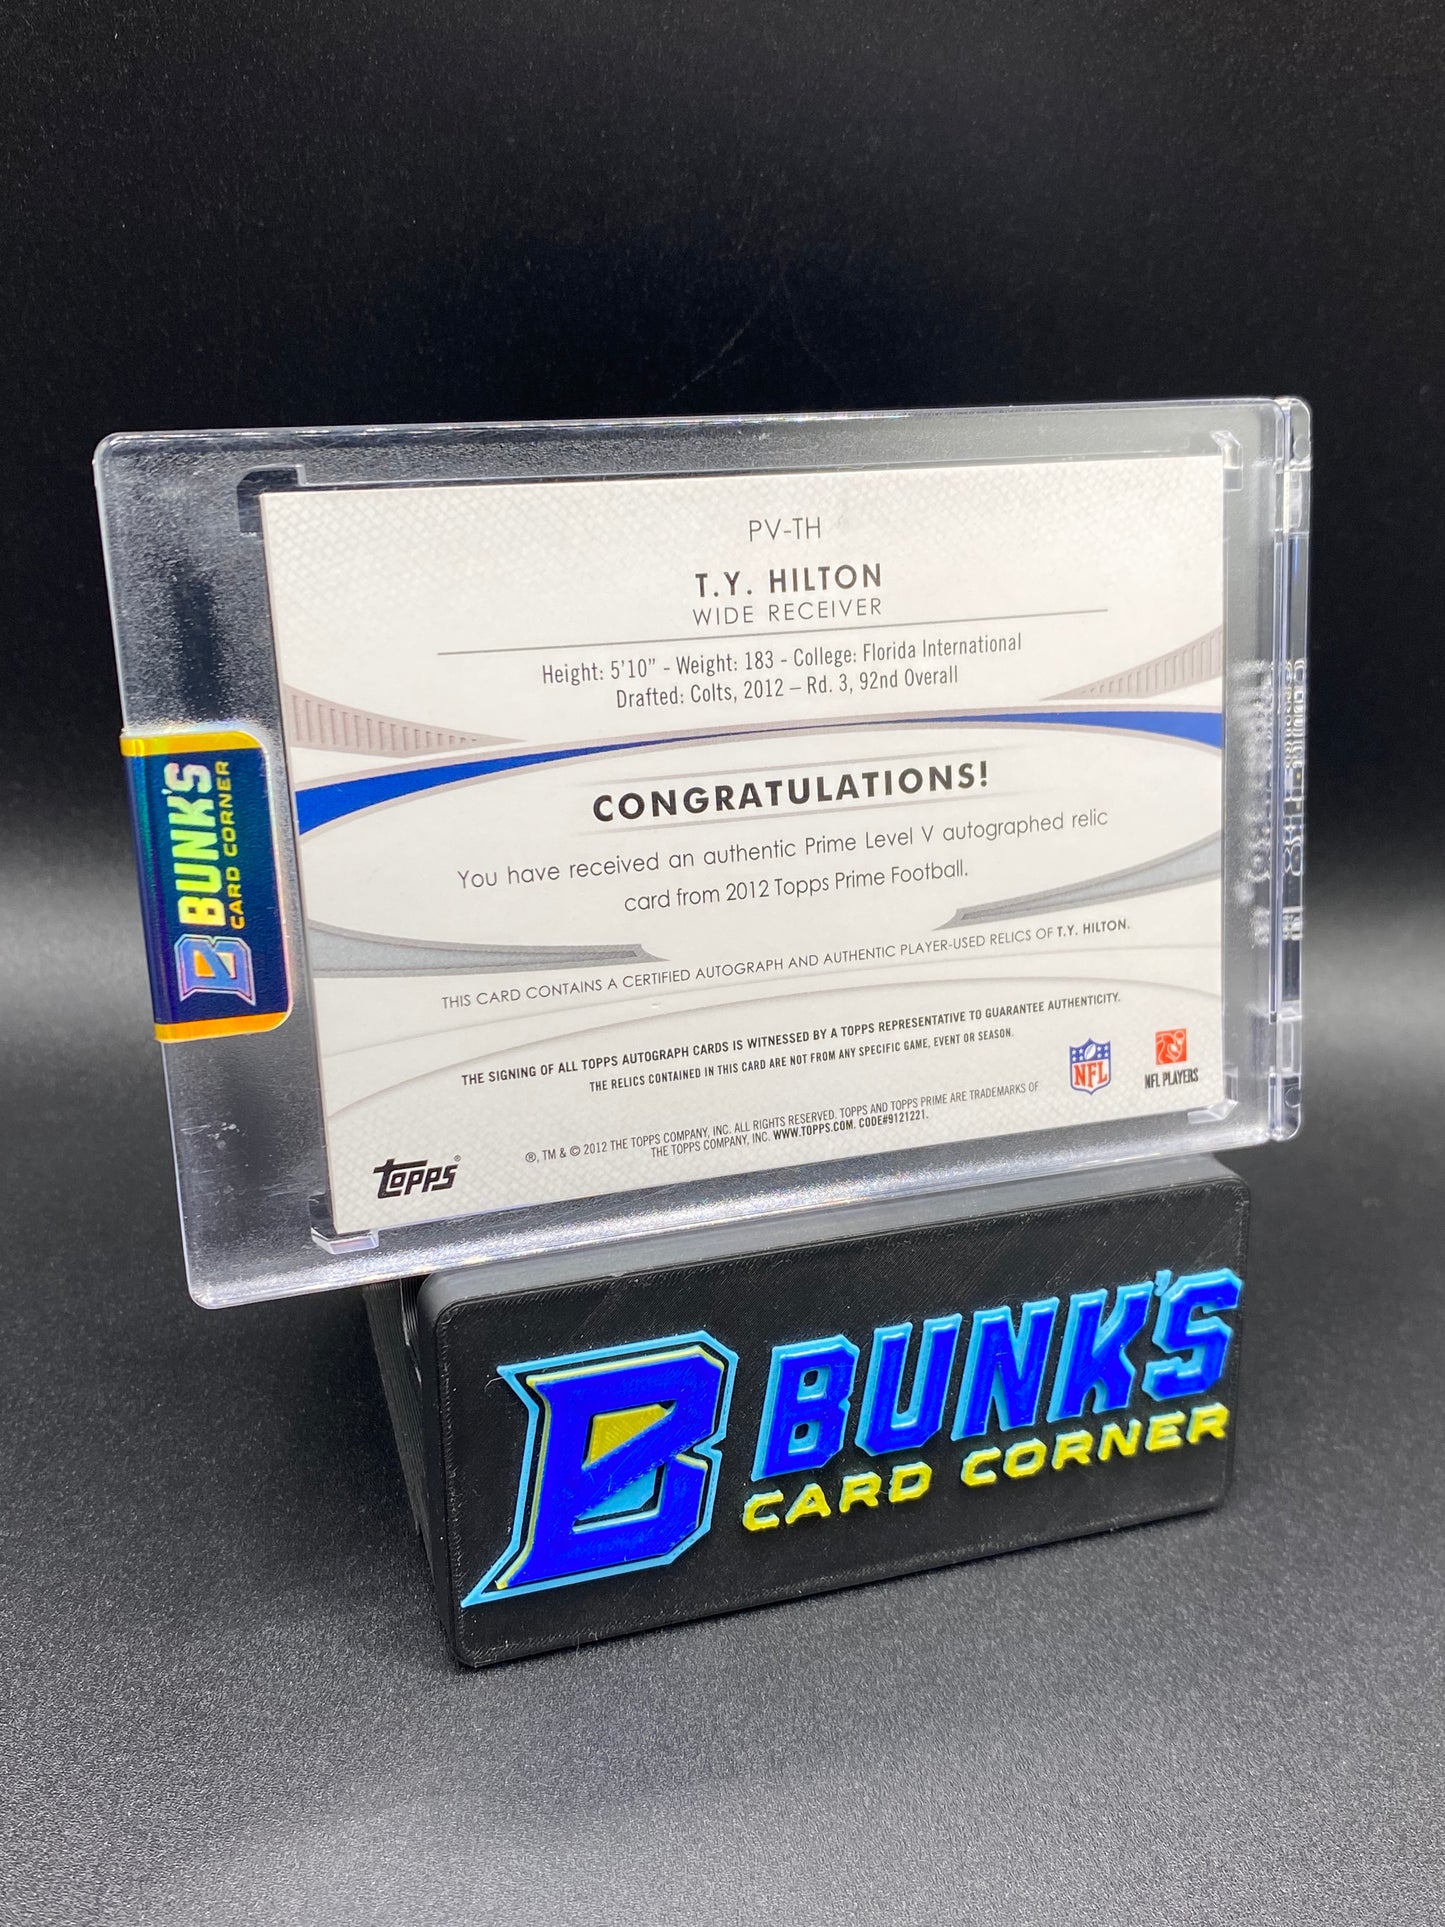 PV-TH
T.Y. HILTON
WIDE RECEIVER
Height: 5'10" - Weight: 183 - College: Florida International
Drafted: Colts, 2012 – Rd. 3, 92nd Overall
CONGRATULATIONS!
You have received an authentic Prime Level V autographed relic
card from 2012 Topps Prime Football.
THIS CARD CONTAINS A CERTIFIED AUTOGRAPH AND AUTHENTIC PLAYER-USED RELICS OF T.Y. HILTON.
THE SIGNING OF ALL TOPPS AUTOGRAPH CARDS IS WITNESSED BY A TOPPS REPRESENTATIVE TO GUARANTEE AUTHENTICITY.
THE RELICS CONTAINED IN THIS CARD ARE NOT FROM ANY SPECIFIC GAME, EVENT OR SEASON.
NFL
NFL PLAYERS
®, TM & © 2012 THE TOPPS COMPANY, INC. ALL RIGHTS RESERVED. TOPPS AND TOPPS PRIME ARE TRADEMARKS OF
THE TOPPS COMPANY, INC. WWW.TOPPS.COM. CODE#9121221.
Topps®
B BUNK'S
CARD CORNER
B BUNK'S
CARD CORNER